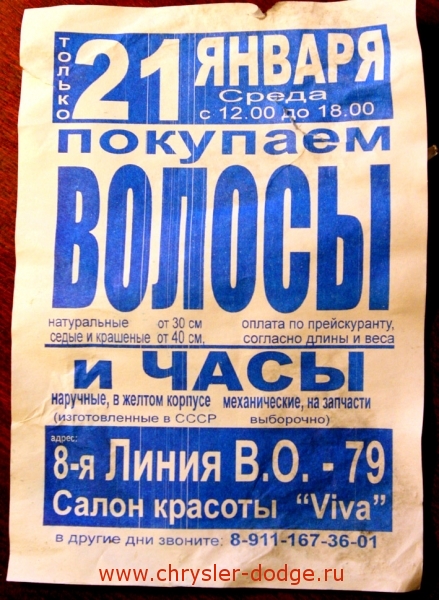 ТОЛЬКО
21 ЯНВАРЯ
Среда
с 12.00 до 18.00
покупаем
ВОЛОСЫ
натуральные от 30 см оплата по прейскуранту,
седые и крашеные от 40 см, согласно длины и веса
и ЧАСЫ
наручные, в желтом корпусе механические, на запчасти
(изготовленные в СССР выборочно)
адрес:
8-я Линия В.О. - 79
Салон красоты “Viva”
в другие дни звоните: 8-911-167-36-01
www.chrysler-dodge.ru